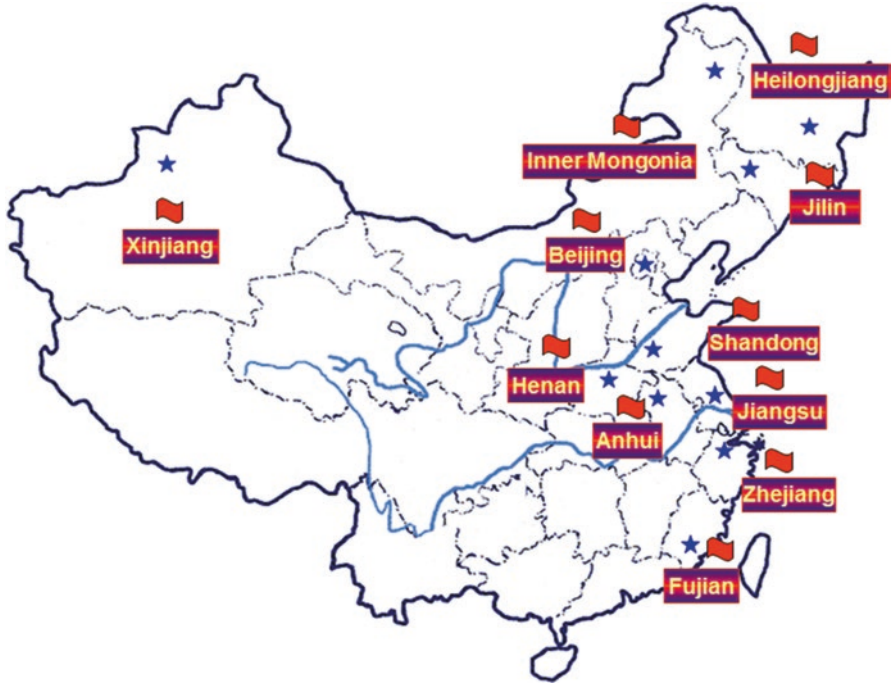 Heilongjiang
Inner Mongonia
Jilin
Xinjiang
Beijing
Shandong
Henan
Jiangsu
Anhui
Zhejiang
Fujian